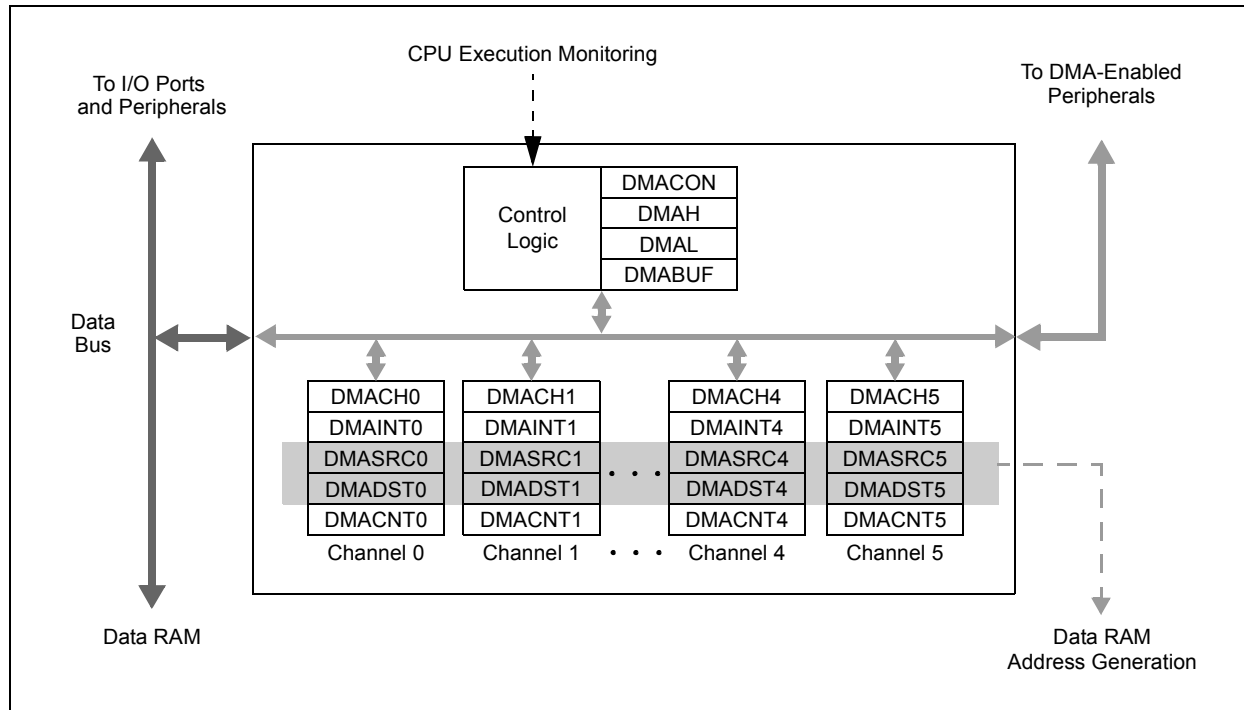 CPU Execution Monitoring
To I/O Ports
and Peripherals
To DMA-Enabled
Peripherals
Control
Logic
DMACON
DMAH
DMAL
DMABUF
Data
Bus
DMACH0
DMAINT0
DMASRC0
DMADST0
DMACNT0
Channel 0
DMACH1
DMAINT1
DMASRC1
DMADST1
DMACNT1
Channel 1
• • •
• • •
DMACH4
DMAINT4
DMASRC4
DMADST4
DMACNT4
Channel 4
DMACH5
DMAINT5
DMASRC5
DMADST5
DMACNT5
Channel 5
Data RAM
Data RAM
Address Generation